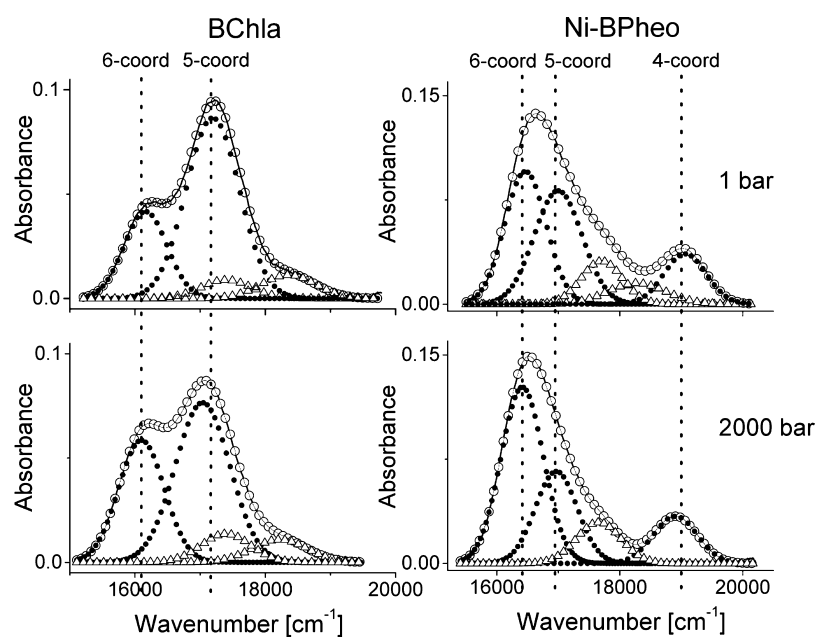 BChla Ni-BPheo
6-coord 5-coord 6-coord 5-coord 4-coord
0.1 0.15
Absorbance Absorbance
1 bar
0.0 0.00
0.1 0.15
Absorbance Absorbance
2000 bar
0.0 0.00
16000 18000 20000 16000 18000 20000
Wavenumber [cm-1] Wavenumber [cm-1]